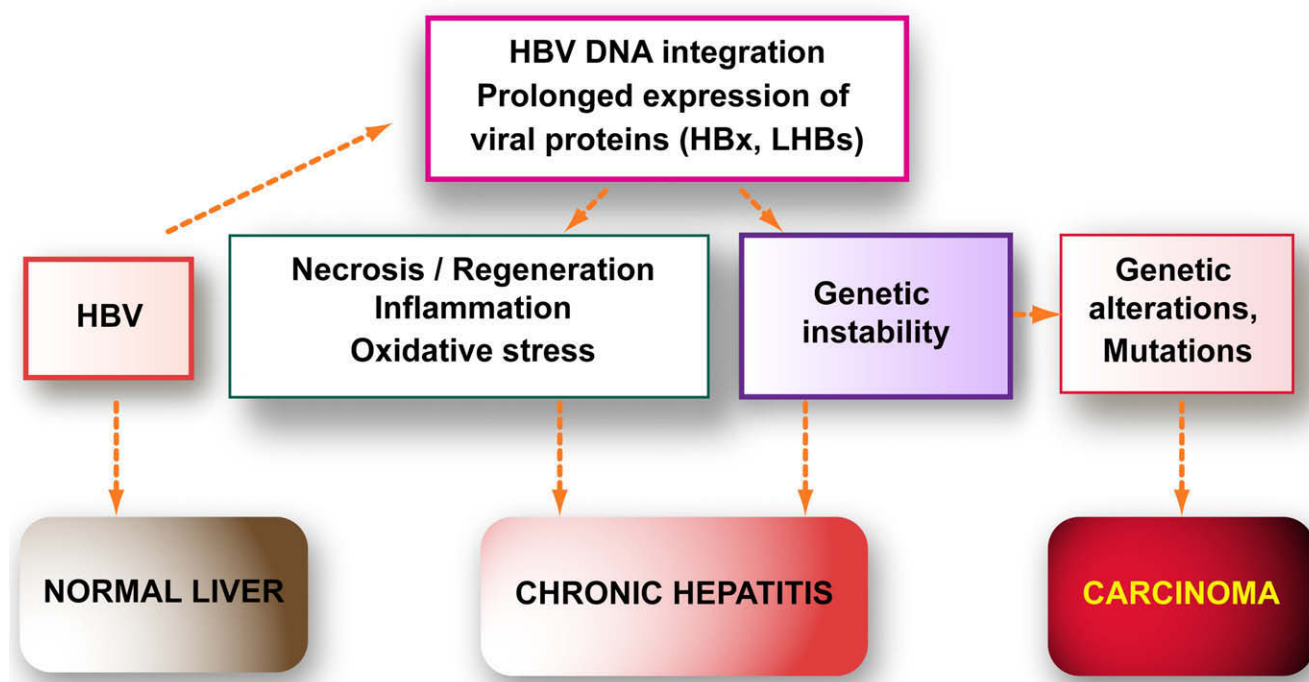 HBV DNA integration
Prolonged expression of
viral proteins (HBx, LHBs)
HBV
Necrosis / Regeneration
Inflammation
Oxidative stress
Genetic
instability
Genetic
alterations,
Mutations
NORMAL LIVER
CHRONIC HEPATITIS
CARCINOMA